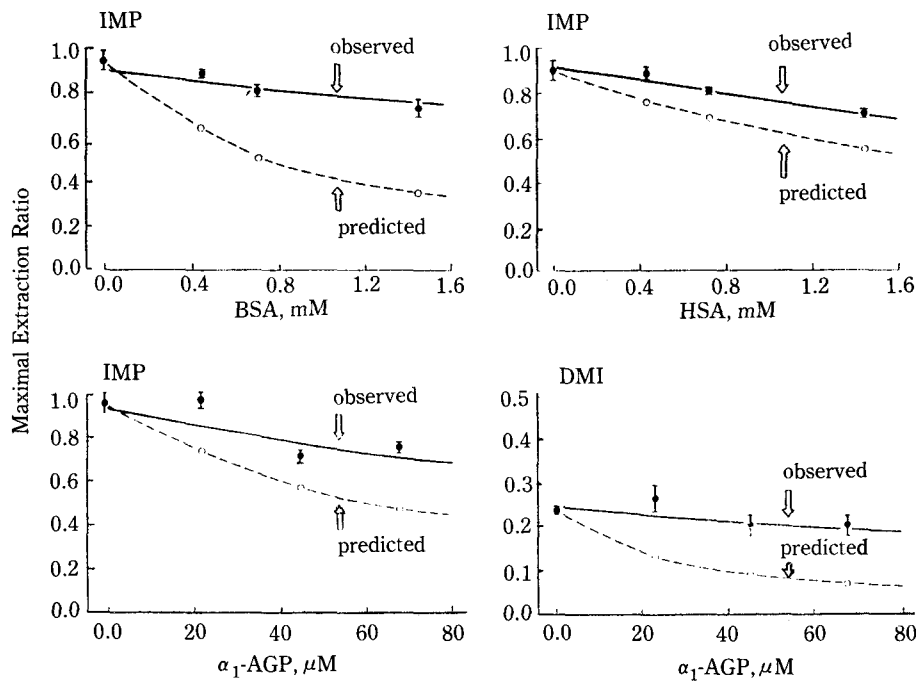 IMP
1.0
0.8
0.6
0.4
0.8
0.0
observed
predicted
0.0 0.4 0.8 1.2 1.6
BSA, mM
IMP
1.0
0.8
0.6
0.4
0.8
0.0
observed
predicted
0.0 0.4 0.8 1.2 1.6
HSA, mM
Maximal Extraction Ratio
IMP
1.0
0.8
0.6
0.4
0.2
0.0
observed
predicted
0.0 20 40 60 80
α₁-AGP, μM
DMI
0.5
0.4
0.3
0.2
0.1
0.0
observed
predicted
0.0 20 40 60 80
α₁-AGP, μM